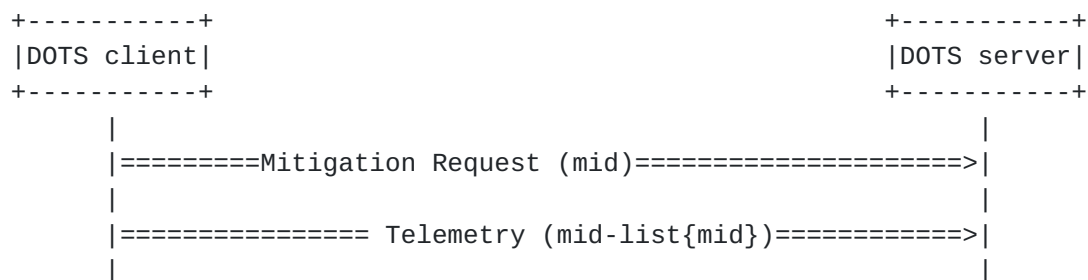 +-----------+                                           +-----------+
|DOTS client|                                           |DOTS server|
+-----------+                                           +-----------+
      |                                                       |
      |=========Mitigation Request (mid)=====================>|
      |                                                       |
      |================ Telemetry (mid-list{mid})============>|
      |                                                       |